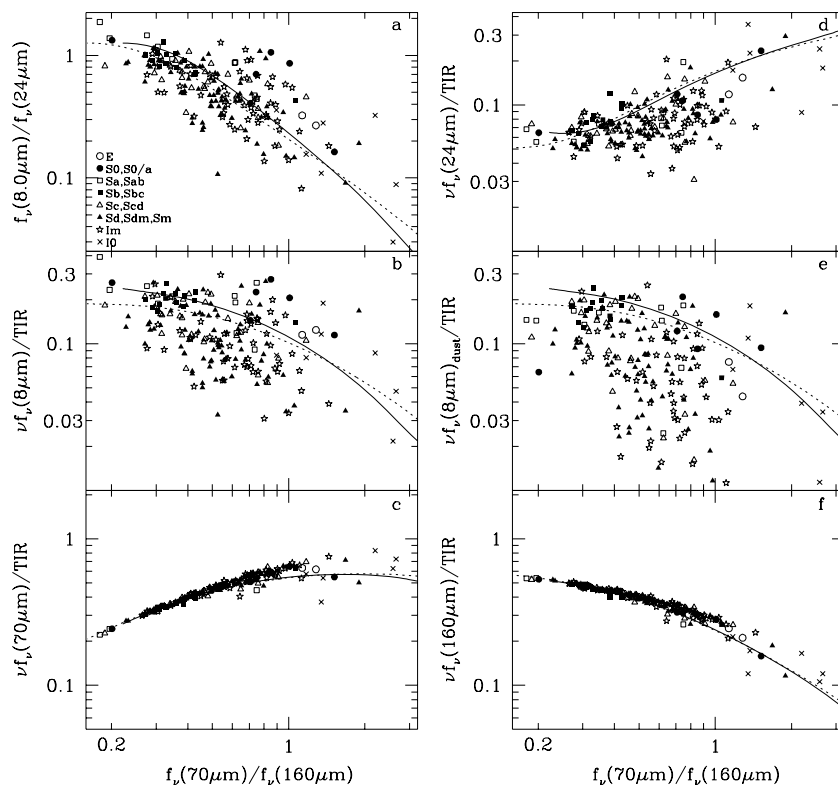 a
1
0.1
f_ν(8.0μm)/f_ν(24μm)
E
S0,S0/a
Sa,Sab
Sb,Sbc
Sc,Scd
Sd,Sdm,Sm
Im
I0
d
0.3
0.1
0.03
νf_ν(24μm)/TIR
b
0.3
0.1
0.03
νf_ν(8μm)/TIR
e
0.3
0.1
0.03
νf_ν(8μm)_dust/TIR
c
1
0.1
νf_ν(70μm)/TIR
0.2
1
f_ν(70μm)/f_ν(160μm)
f
1
0.1
νf_ν(160μm)/TIR
0.2
1
f_ν(70μm)/f_ν(160μm)